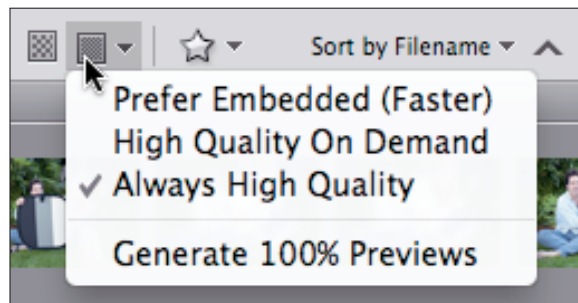 Sort by Filename
Prefer Embedded (Faster)
High Quality On Demand
Always High Quality
Generate 100% Previews